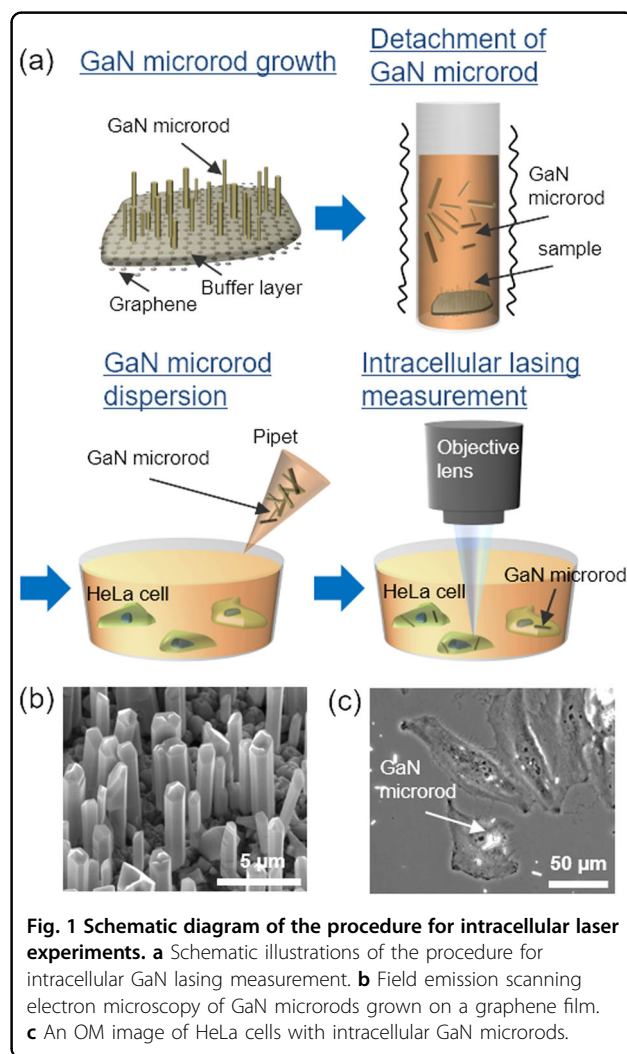 (a)
GaN microrod growth
Detachment of
GaN microrod
GaN microrod
Graphene
Buffer layer
GaN
microrod
sample
GaN microrod
dispersion
Intracellular lasing
measurement
Pipet
GaN microrod
HeLa cell
Objective
lens
HeLa cell
GaN microrod
(b)
5 µm
(c)
GaN
microrod
50 µm
Fig. 1 Schematic diagram of the procedure for intracellular laser
experiments. a Schematic illustrations of the procedure for
intracellular GaN lasing measurement. b Field emission scanning
electron microscopy of GaN microrods grown on a graphene film.
c An OM image of HeLa cells with intracellular GaN microrods.